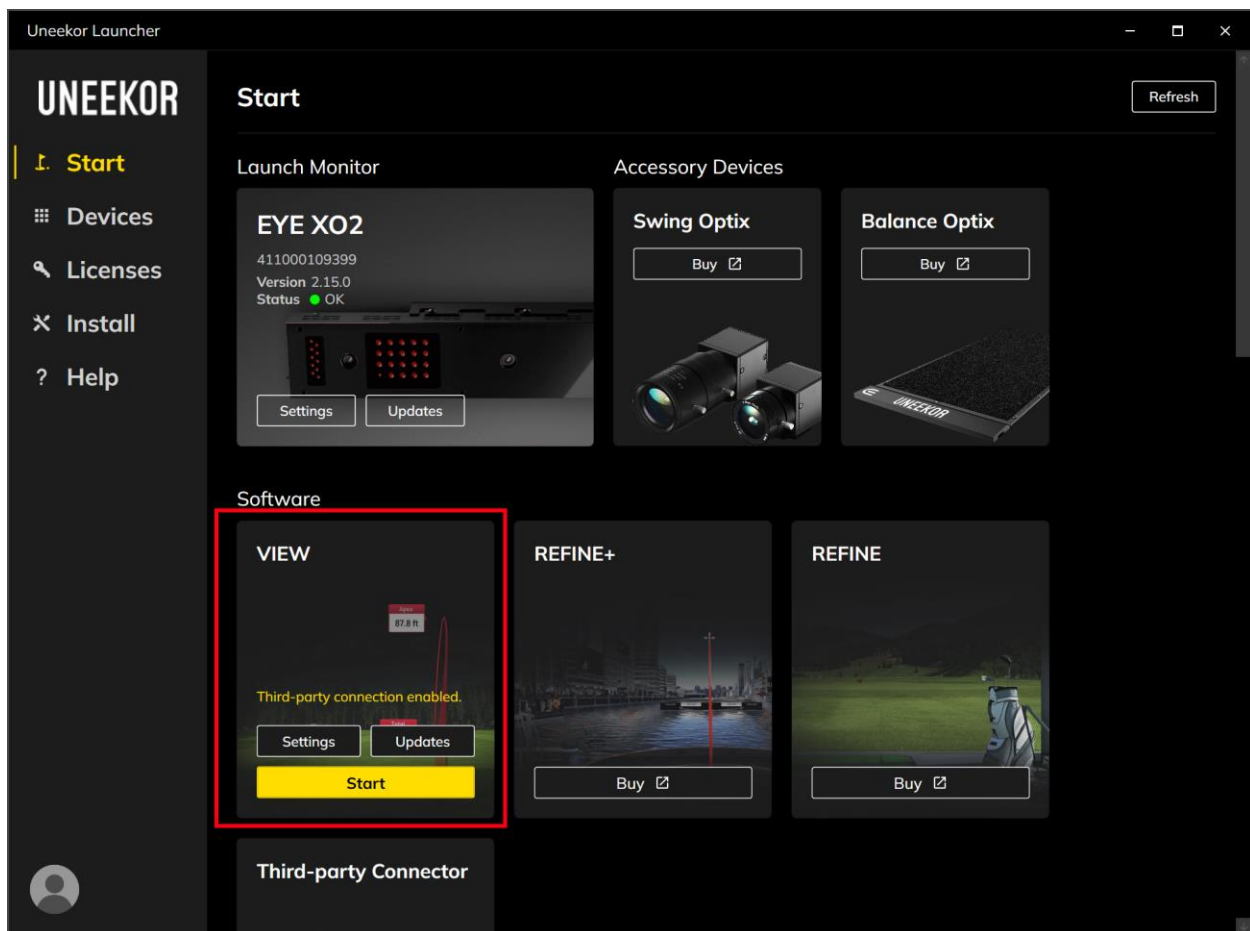 Uneekor Launcher
UNEEKOR
Start
Devices
Licenses
Install
? Help
Start
Refresh
Launch Monitor
EYE XO2
411000109399
Version 2.15.0
Status OK
Settings
Updates
Accessory Devices
Swing Optix
Buy
Balance Optix
Buy
UNEEKOR
Software
VIEW
Apex
87.8 ft
Third-party connection enabled.
Total
Settings
Updates
Start
REFINE+
Buy
REFINE
Buy
Third-party Connector